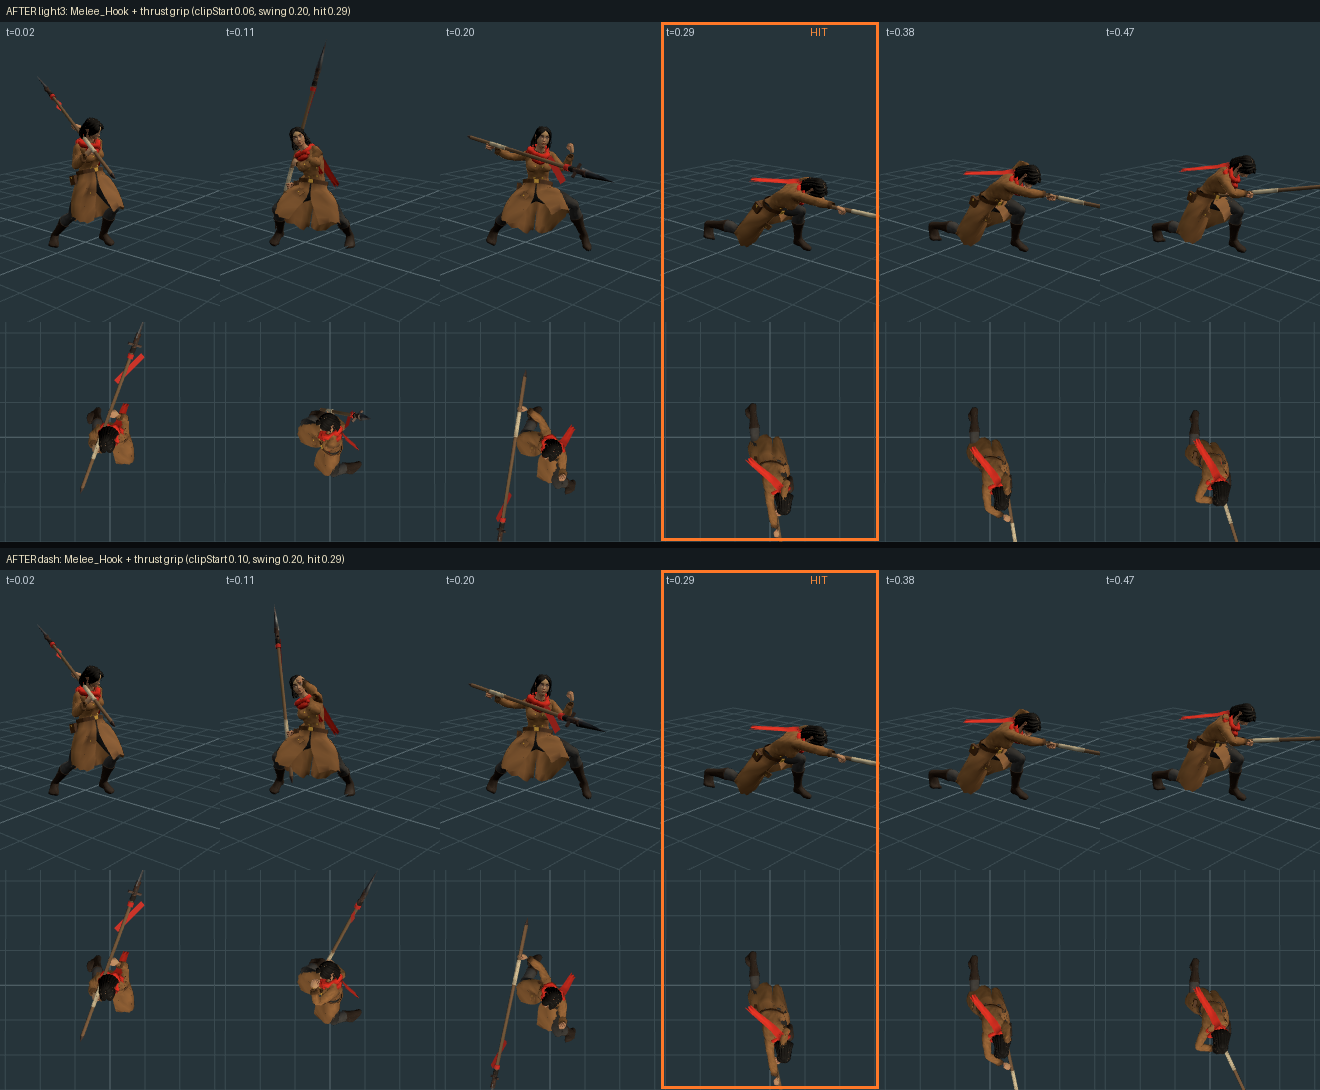 AFTER light3: Melee_Hook + thrust grip (clipStart 0.06, swing 0.20, hit 0.29)
t=0.02 t=0.11 t=0.20 t=0.29 HIT t=0.38 t=0.47
AFTER dash: Melee_Hook + thrust grip (clipStart 0.10, swing 0.20, hit 0.29)
t=0.02 t=0.11 t=0.20 t=0.29 HIT t=0.38 t=0.47